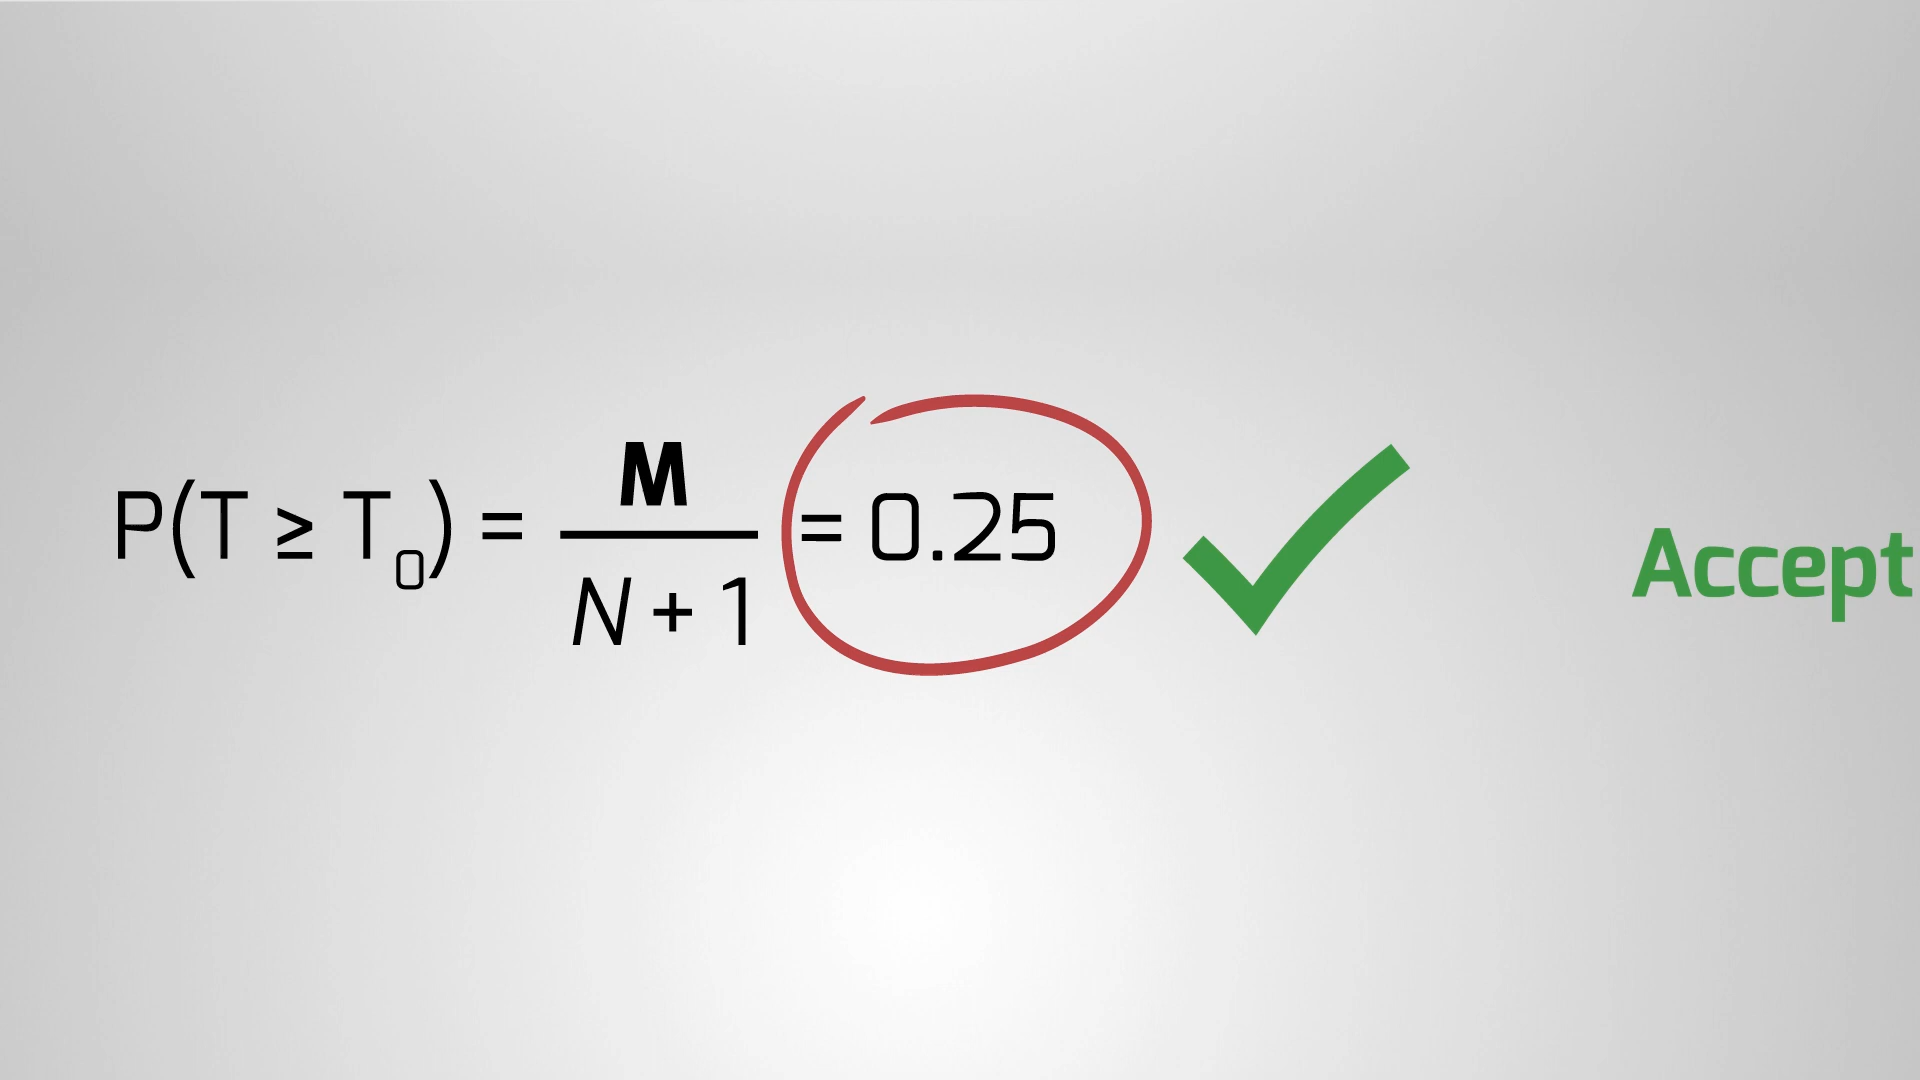 P(T ≥ T₀) = M / N + 1 = 0.25
Accept